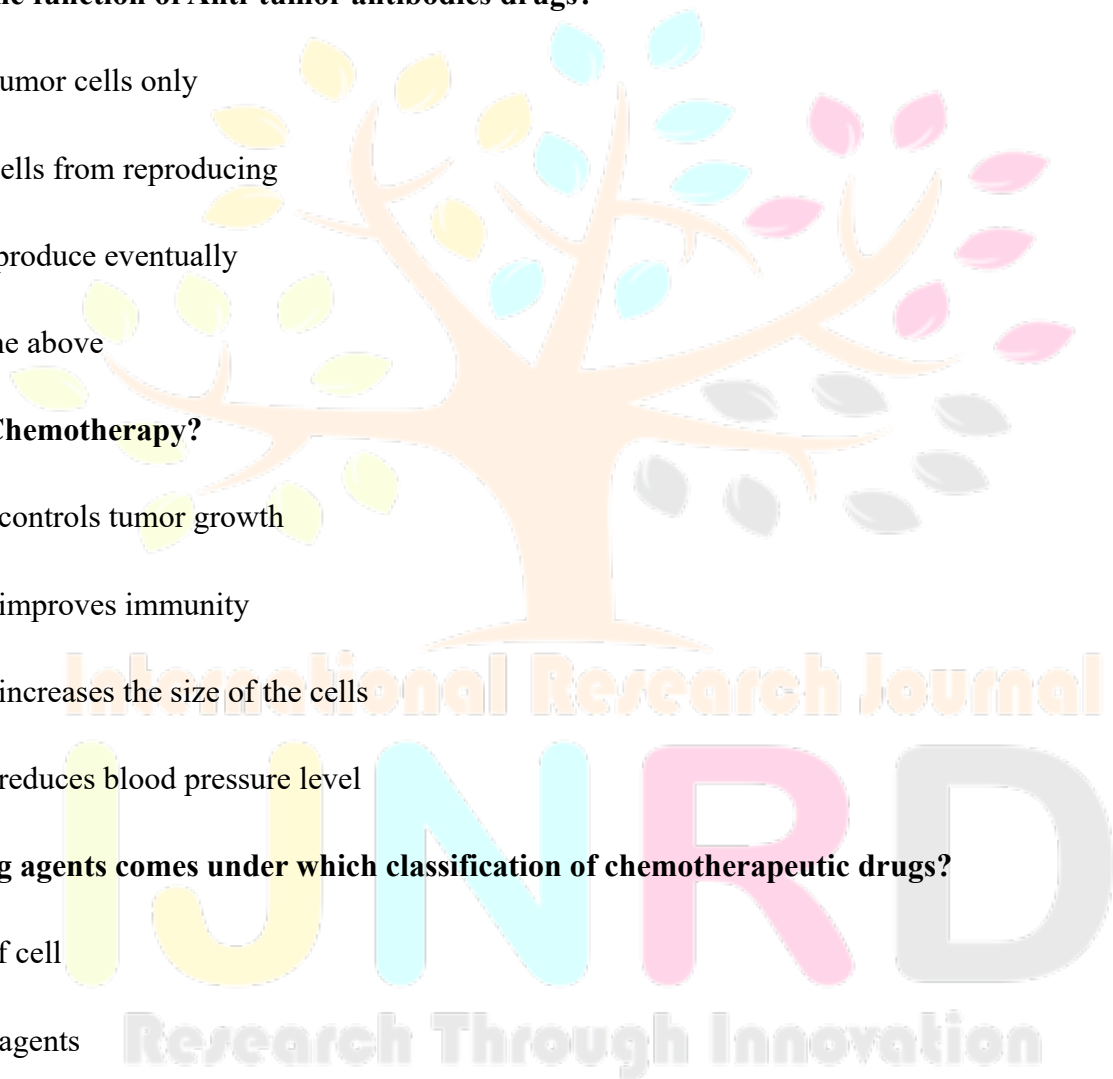 he function of Anti-tumor antibodies drugs?
umor cells only
ells from reproducing
produce eventually
he above
Chemotherapy?
controls tumor growth
improves immunity
International Research Journal
increases the size of the cells
reduces blood pressure level
IJNRD
g agents comes under which classification of chemotherapeutic drugs?
f cell
agents
Research Through Innovation